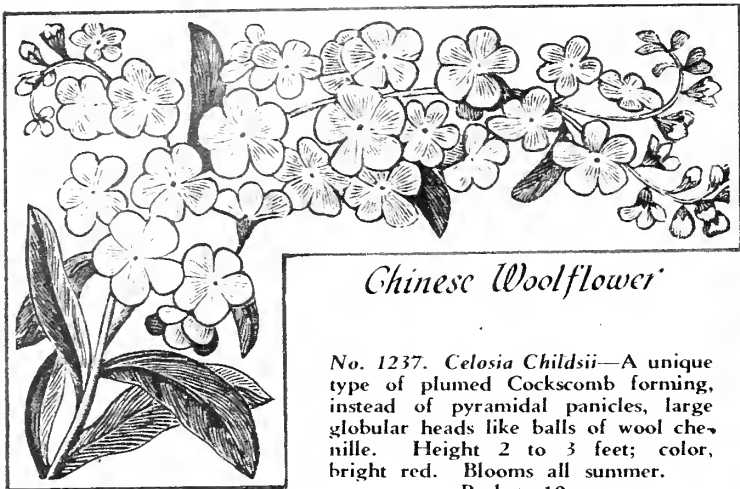 Chinese Woolflower
No. 1237. Celosia Childsii—A unique
type of plumed Cockscomb forming,
instead of pyramidal panicles, large
globular heads like balls of wool che-
nille. Height 2 to 3 feet; color,
bright red. Blooms all summer.